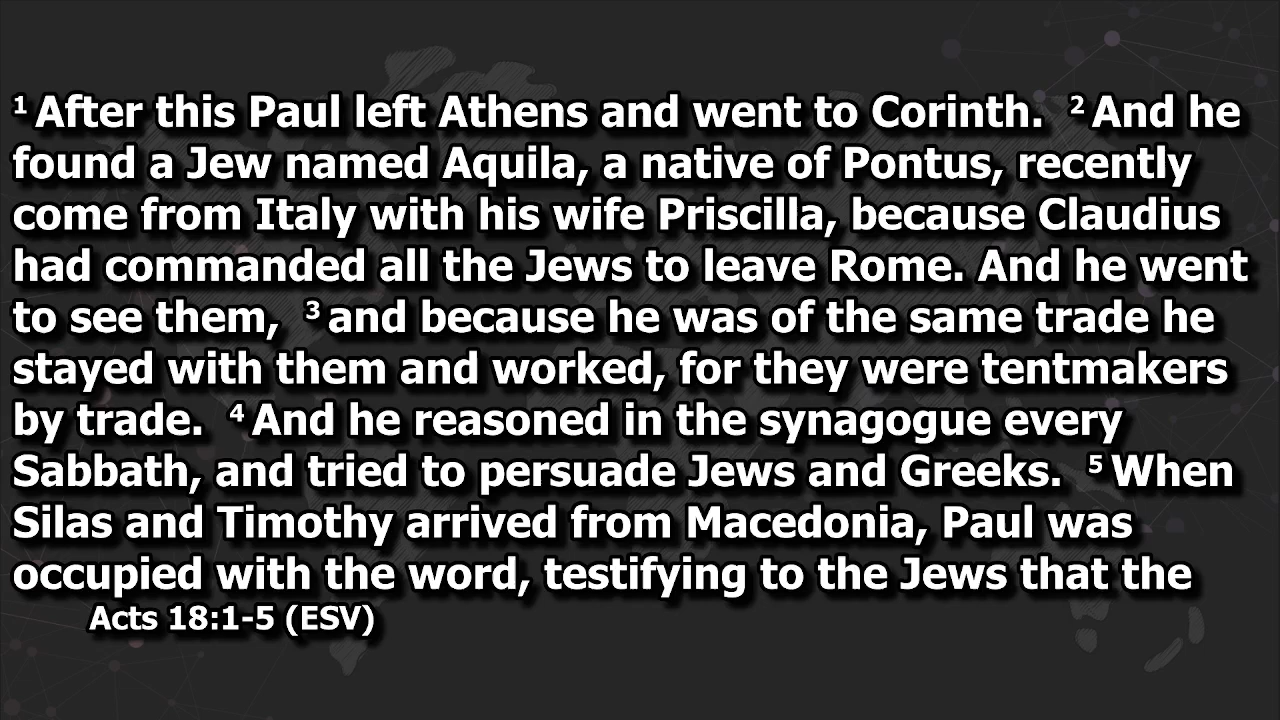 1 After this Paul left Athens and went to Corinth. 2 And he
found a Jew named Aquila, a native of Pontus, recently
come from Italy with his wife Priscilla, because Claudius
had commanded all the Jews to leave Rome. And he went
to see them, 3 and because he was of the same trade he
stayed with them and worked, for they were tentmakers
by trade. 4 And he reasoned in the synagogue every
Sabbath, and tried to persuade Jews and Greeks. 5 When
Silas and Timothy arrived from Macedonia, Paul was
occupied with the word, testifying to the Jews that the
Acts 18:1-5 (ESV)